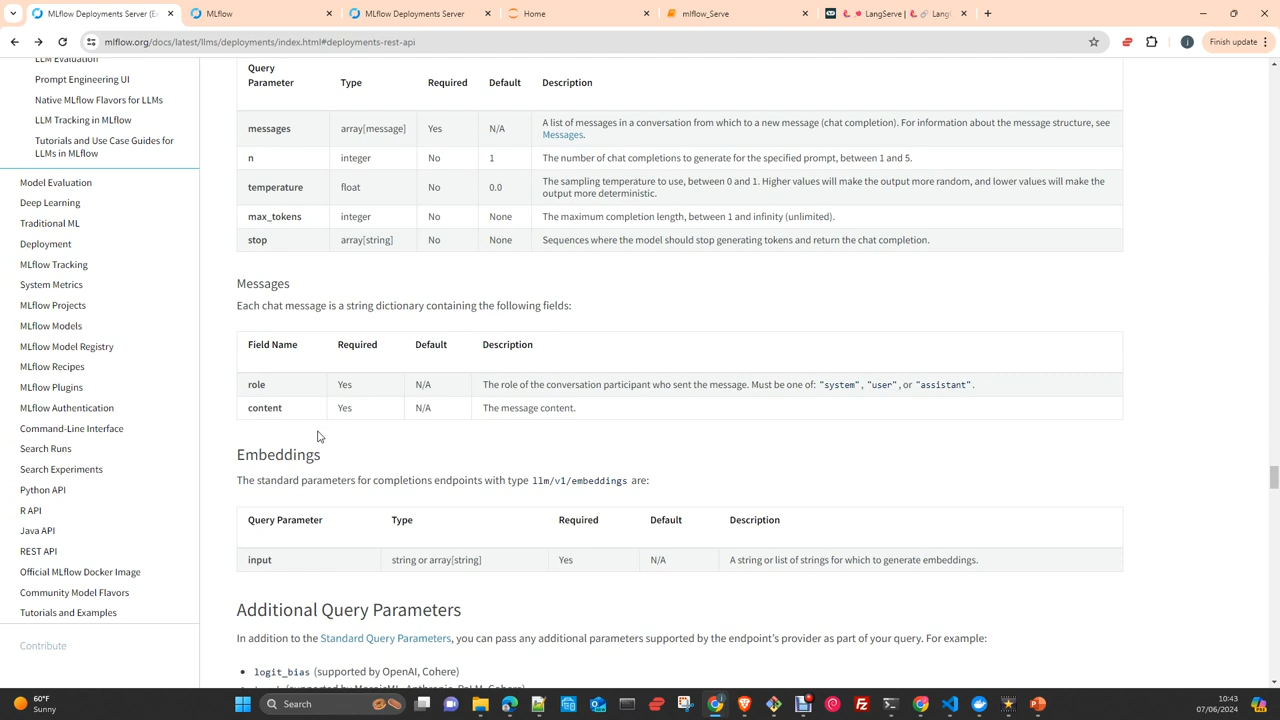 MLflow Deployments Server (E
MLflow
MLflow Deployments Server
Home
mlflow_Serve
LangServe |
Lang
mlflow.org/docs/latest/llms/deployments/index.html#deployments-rest-api
Finish update
LLM Evaluation
Prompt Engineering UI
Native MLflow Flavors for LLMs
LLM Tracking in MLflow
Tutorials and Use Case Guides for
LLMs in MLflow
Model Evaluation
Deep Learning
Traditional ML
Deployment
MLflow Tracking
System Metrics
MLflow Projects
MLflow Models
MLflow Model Registry
MLflow Recipes
MLflow Plugins
MLflow Authentication
Command-Line Interface
Search Runs
Search Experiments
Python API
R API
Java API
REST API
Official MLflow Docker Image
Community Model Flavors
Tutorials and Examples
Contribute
Query
Parameter Type Required Default Description
messages array[message] Yes N/A A list of messages in a conversation from which to a new message (chat completion). For information about the message structure, see
Messages.
n integer No 1 The number of chat completions to generate for the specified prompt, between 1 and 5.
temperature float No 0.0 The sampling temperature to use, between 0 and 1. Higher values will make the output more random, and lower values will make the
output more deterministic.
max_tokens integer No None The maximum completion length, between 1 and infinity (unlimited).
stop array[string] No None Sequences where the model should stop generating tokens and return the chat completion.
Messages
Each chat message is a string dictionary containing the following fields:
Field Name Required Default Description
role Yes N/A The role of the conversation participant who sent the message. Must be one of: "system", "user", or "assistant".
content Yes N/A The message content.
Embeddings
The standard parameters for completions endpoints with type llm/v1/embeddings are:
Query Parameter Type Required Default Description
input string or array[string] Yes N/A A string or list of strings for which to generate embeddings.
Additional Query Parameters
In addition to the Standard Query Parameters, you can pass any additional parameters supported by the endpoint's provider as part of your query. For example:
• logit_bias (supported by OpenAI, Cohere)
60°F
Sunny
Search
10:43
07/06/2024